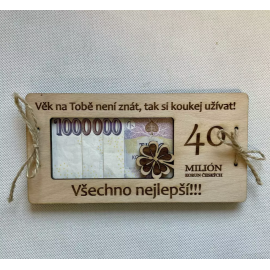 Věk na Tobě není znát, tak si koukej užívat!
1000000
40
MILIÓN
KORUN ČESKÝCH
Všechno nejlepší!!!